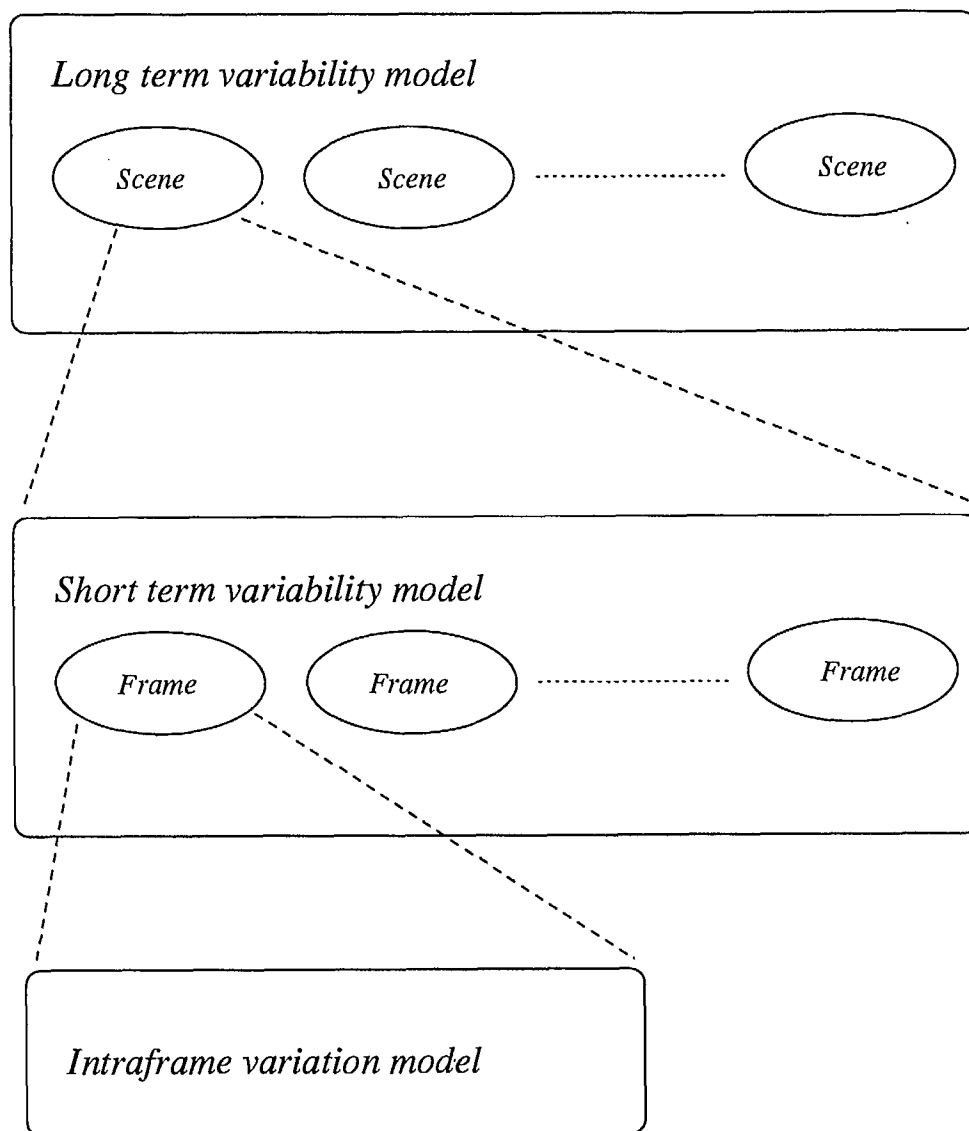 Long term variability model
Scene Scene Scene
Short term variability model
Frame Frame Frame
Intraframe variation model